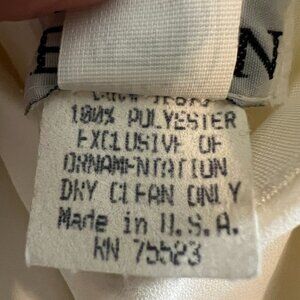 100% POLYESTER
EXCLUSIVE OF
ORNAMENTATION
DRY CLEAN ONLY
Made in U.S.A.
RN 75523